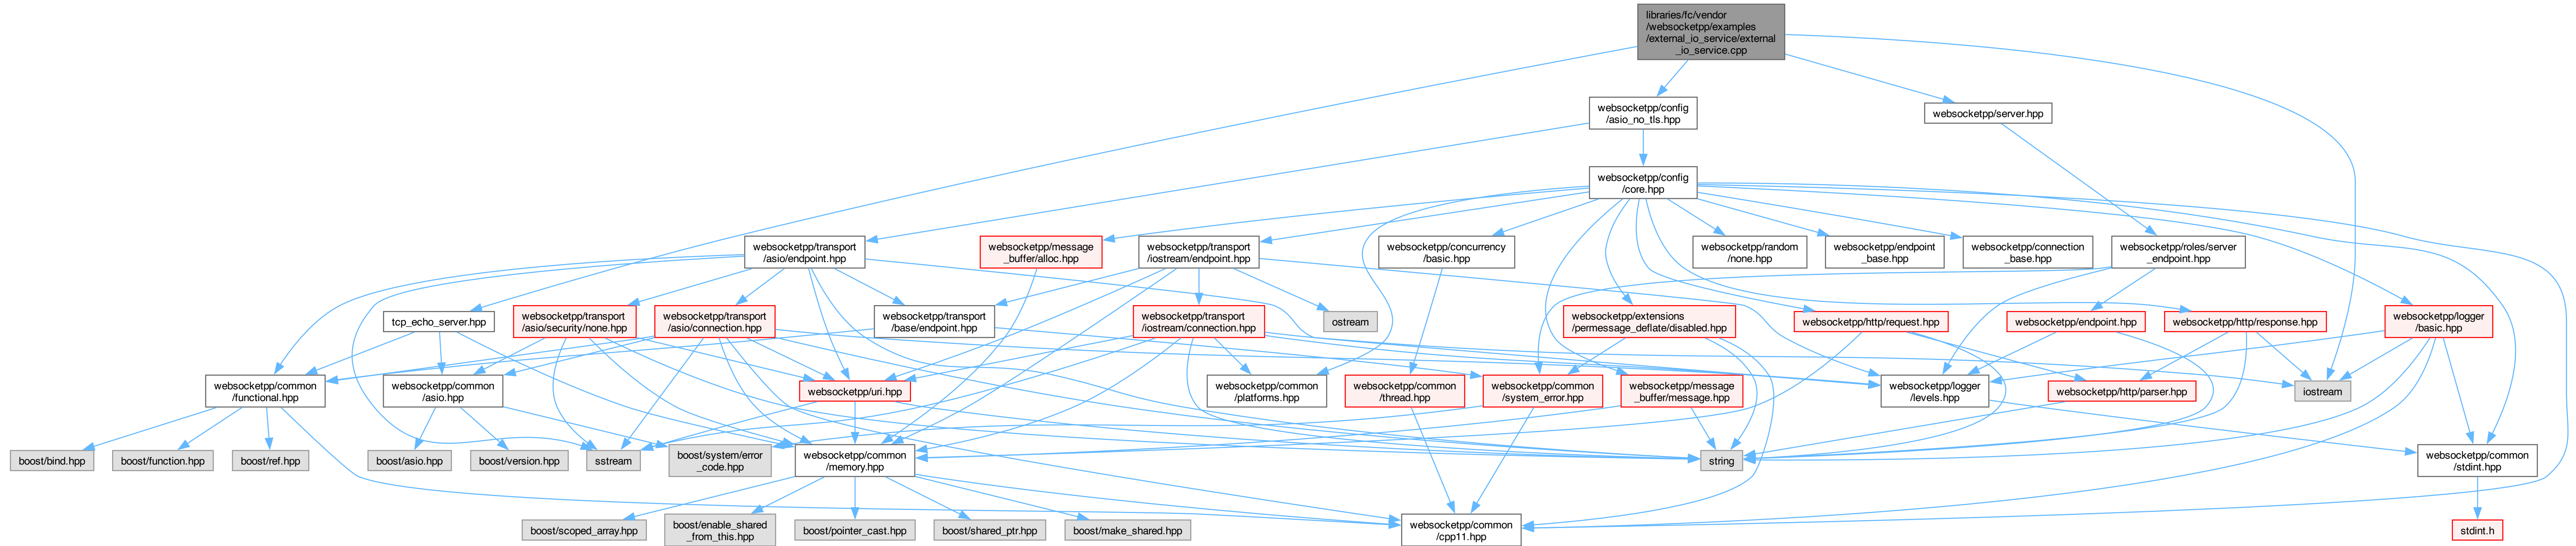 libraries/fc/vendor
/websocketpp/examples
/external_io_service/external
_io_service.cpp
websocketpp/config
/asio_no_tls.hpp
websocketpp/server.hpp
websocketpp/config
/core.hpp
websocketpp/transport
/asio/endpoint.hpp
websocketpp/message
_buffer/alloc.hpp
websocketpp/transport
/iostream/endpoint.hpp
websocketpp/concurrency
/basic.hpp
websocketpp/random
/none.hpp
websocketpp/endpoint
_base.hpp
websocketpp/connection
_base.hpp
websocketpp/roles/server
_endpoint.hpp
tcp_echo_server.hpp
websocketpp/transport
/asio/security/none.hpp
websocketpp/transport
/asio/connection.hpp
websocketpp/transport
/base/endpoint.hpp
websocketpp/transport
/iostream/connection.hpp
ostream
websocketpp/extensions
/permessage_deflate/disabled.hpp
websocketpp/http/request.hpp
websocketpp/endpoint.hpp
websocketpp/http/response.hpp
websocketpp/logger
/basic.hpp
websocketpp/common
/functional.hpp
websocketpp/common
/asio.hpp
websocketpp/uri.hpp
websocketpp/common
/platforms.hpp
websocketpp/common
/thread.hpp
websocketpp/common
/system_error.hpp
websocketpp/message
_buffer/message.hpp
websocketpp/logger
/levels.hpp
websocketpp/http/parser.hpp
iostream
boost/bind.hpp
boost/function.hpp
boost/ref.hpp
boost/asio.hpp
boost/version.hpp
sstream
boost/system/error
_code.hpp
websocketpp/common
/memory.hpp
string
websocketpp/common
/stdint.hpp
boost/scoped_array.hpp
boost/enable_shared
_from_this.hpp
boost/pointer_cast.hpp
boost/shared_ptr.hpp
boost/make_shared.hpp
websocketpp/common
/cpp11.hpp
stdint.h